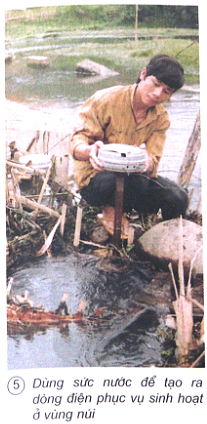 5 Dùng sức nước để tạo ra
dòng điện phục vụ sinh hoạt
ở vùng núi